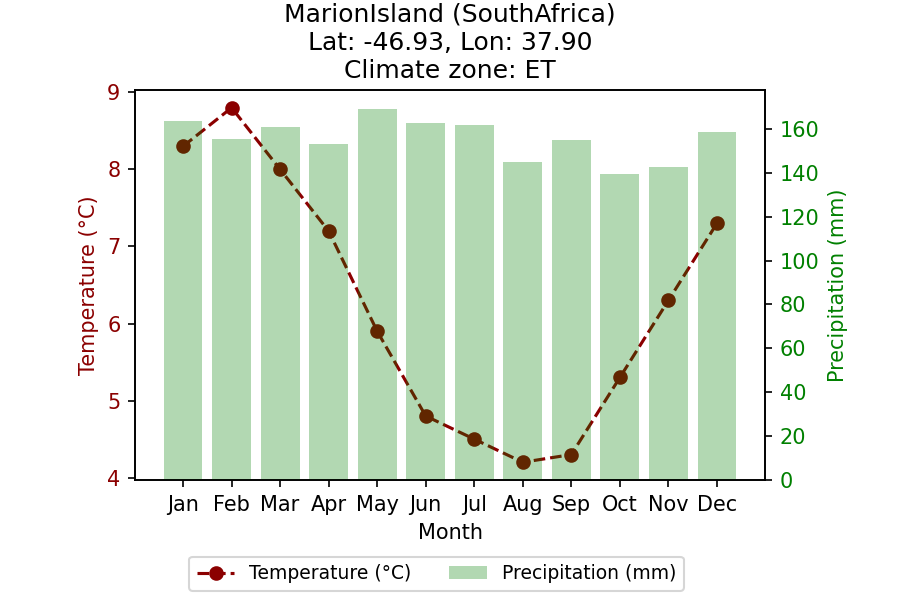 MarionIsland (SouthAfrica)
Lat: -46.93, Lon: 37.90
Climate zone: ET
9
8
7
6
5
4
Temperature (°C)
160
140
120
100
80
60
40
20
0
Precipitation (mm)
Jan Feb Mar Apr May Jun Jul Aug Sep Oct Nov Dec
Month
Temperature (°C) Precipitation (mm)